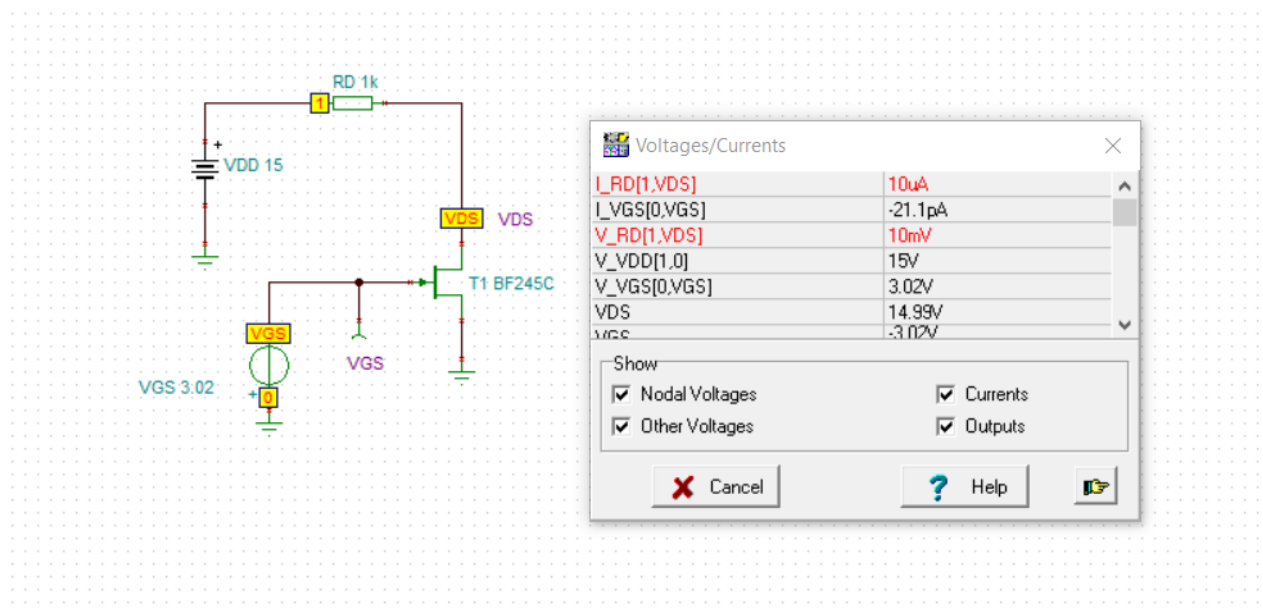 RD 1k
1
+
VDD 15
VDS VDS
T1 BF245C
VGS
VGS
VGS 3.02
+ 0
Voltages/Currents
I_RD[1,VDS] 10uA
I_VGS[0,VGS] -21.1pA
V_RD[1,VDS] 10mV
V_VDD[1,0] 15V
V_VGS[0,VGS] 3.02V
VDS 14.99V
VGS -3.02V
Show
Nodal Voltages Currents
Other Voltages Outputs
Cancel ? Help